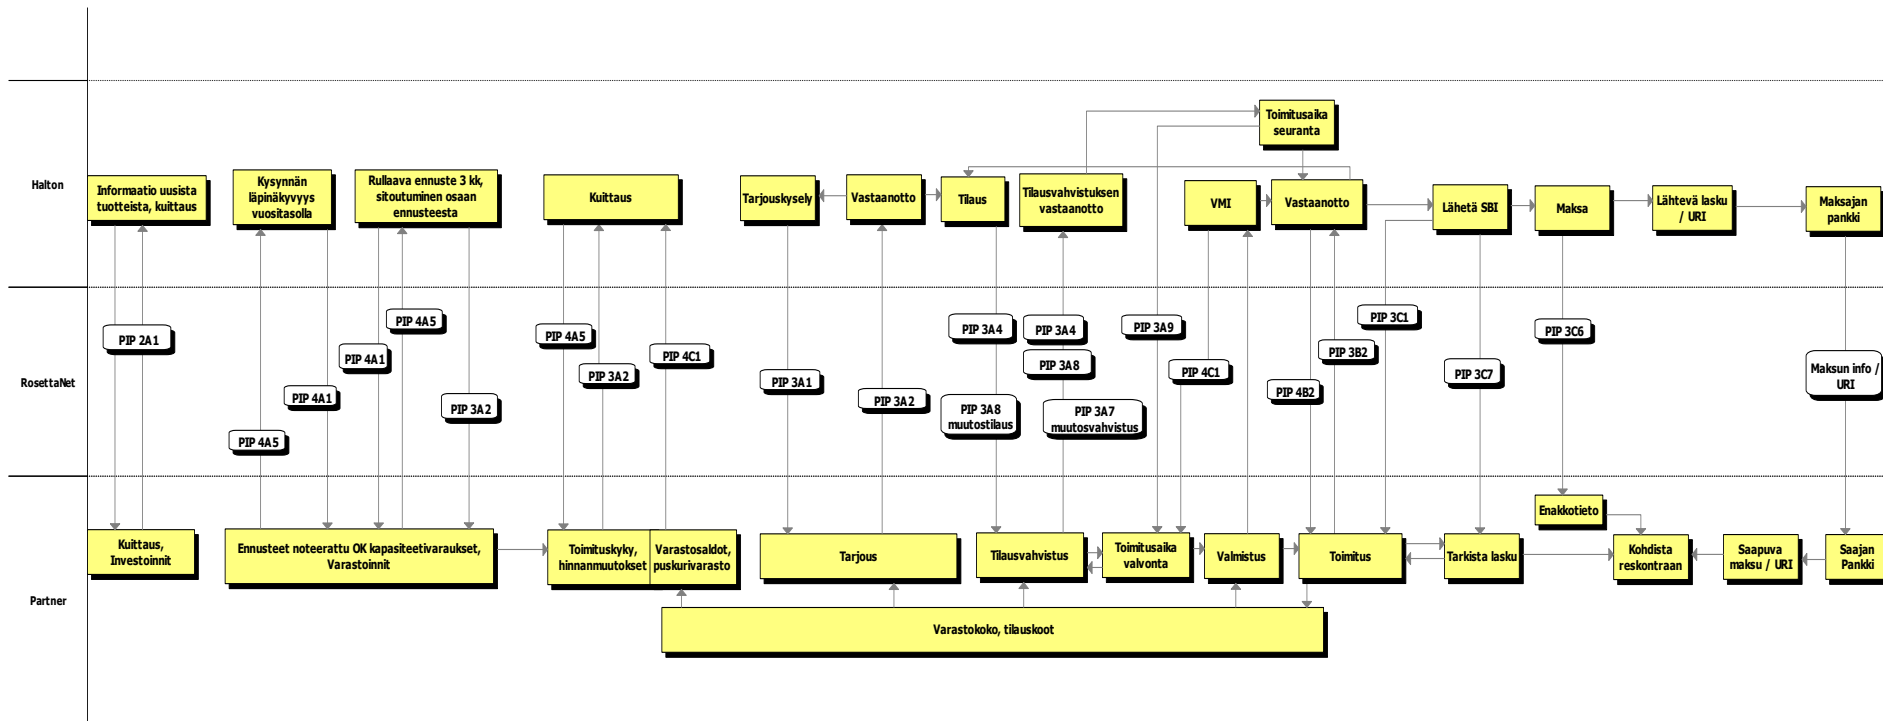 Toimitusaika
seuranta
Halton
Informaatio uusista
tuotteista, kuittaus
Kysynnän
läpinäkyvyys
vuositasolla
Rullaava ennuste 3 kk,
sitoutuminen osaan
ennusteesta
Kuittaus
Tarjouskysely
Vastaanotto
Tilaus
Tilausvahvistuksen
vastaanotto
VMI
Vastaanotto
Lähetä SBI
Maksa
Lähtevä lasku
/ URI
Maksajan
pankki
RosettaNet
PIP 2A1
PIP 4A5
PIP 4A1
PIP 4A1
PIP 4A5
PIP 3A2
PIP 4A5
PIP 3A2
PIP 4C1
PIP 3A1
PIP 3A2
PIP 3A4
PIP 3A8
muutostilaus
PIP 3A4
PIP 3A8
PIP 3A7
muutosvahvistus
PIP 3A9
PIP 4C1
PIP 4B2
PIP 3B2
PIP 3C1
PIP 3C7
PIP 3C6
Maksun info /
URI
Partner
Kuittaus,
Investoinnit
Ennusteet noteerattu OK kapasiteetivaraukset,
Varastoinnit
Toimituskyky,
hinnanmuutokset
Varastosaldot,
puskurivarasto
Tarjous
Tilausvahvistus
Toimitusaika
valvonta
Valmistus
Toimitus
Tarkista lasku
Enakkotieto
Kohdista
reskontraan
Saapuva
maksu / URI
Saajan
Pankki
Varastokoko, tilauskoot